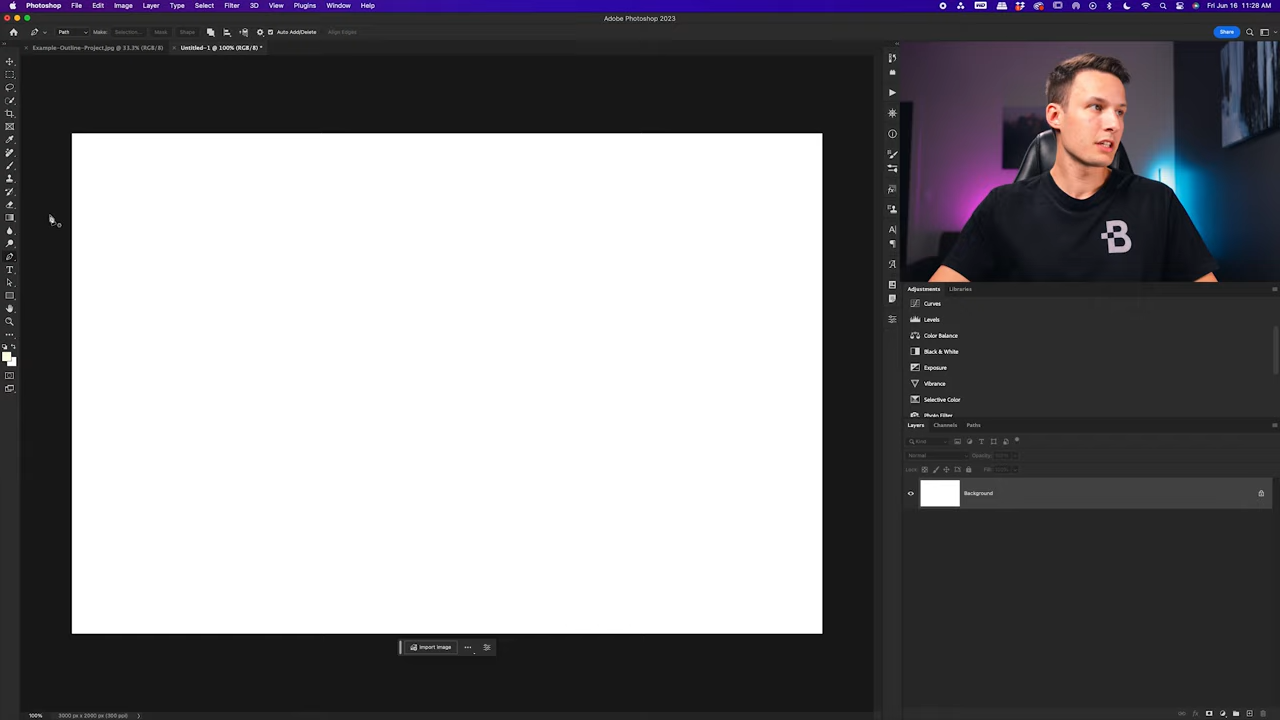 Photoshop File Edit Image Layer Type Select Filter 3D View Plugins Window Help
Fri Jun 16 11:28 AM
Adobe Photoshop 2023
Path Make: Selection... Mask Shape Auto Add/Delete Align Edges
Share
Example-Outline-Project.jpg @ 33.3% (RGB/8)
Untitled-1 @ 100% (RGB/8) *
B
Adjustments Libraries
Curves
Levels
Color Balance
Black & White
Exposure
Vibrance
Selective Color
Photo Filter
Layers Channels Paths
Kind
Normal Opacity: 100%
Lock: Fill: 100%
Background
Import image
100% 3000 px x 2000 px (300 ppi)